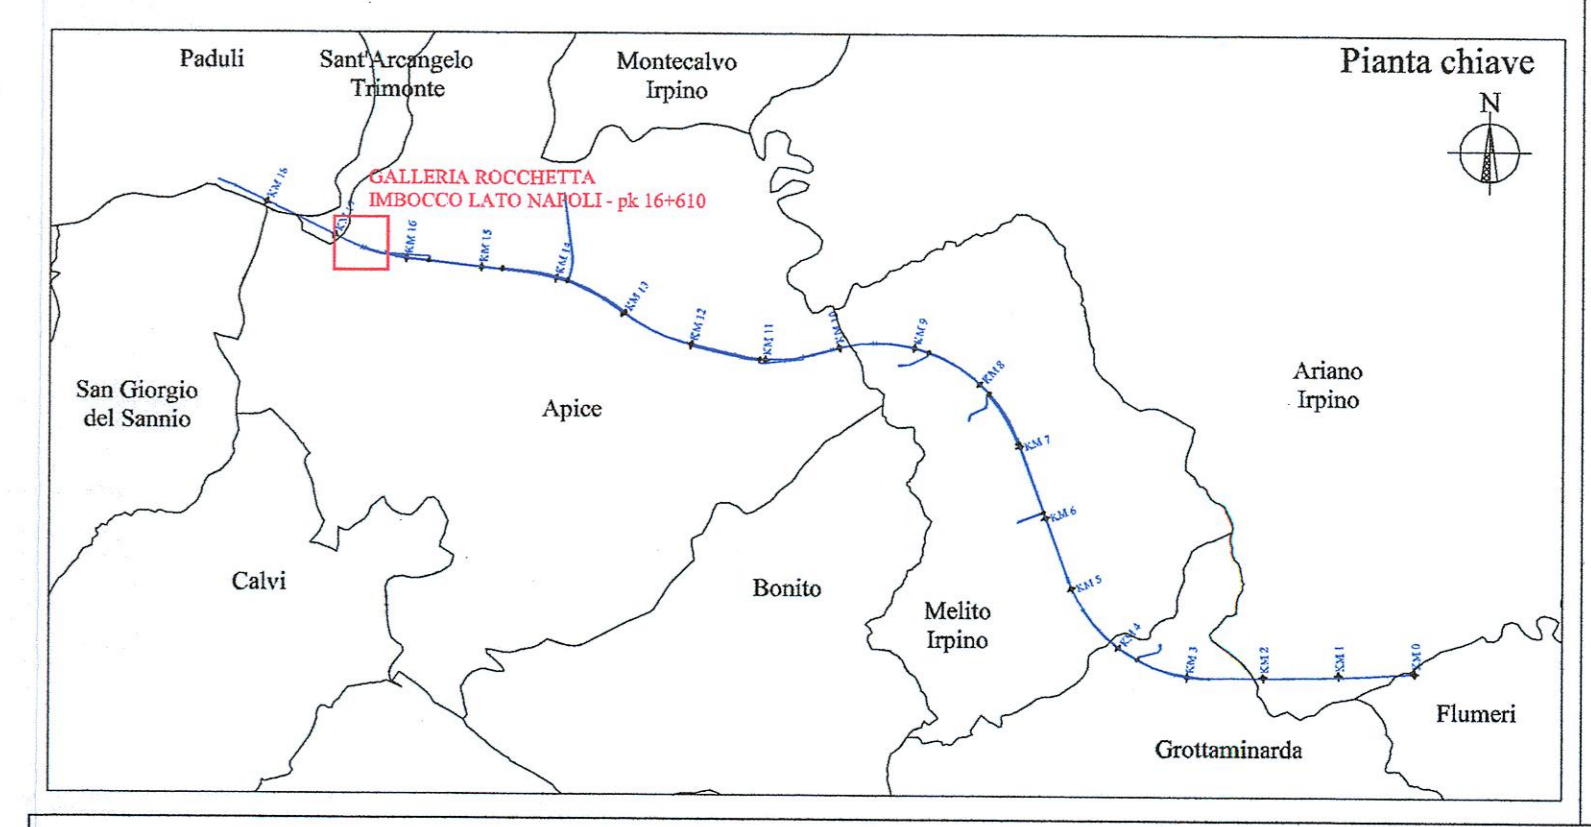 Pianta chiave
N
Paduli
Sant'Arcangelo
Trimonte
Montecalvo
Irpino
GALLERIA ROCCHETTA
IMBOCCO LATO NAPOLI - pk 16+610
KM 18
KM 17
KM 16
KM 15
KM 14
KM 13
KM 12
KM 11
KM 10
KM 9
KM 8
KM 7
KM 6
KM 5
KM 4
KM 3
KM 2
KM 1
KM 0
San Giorgio
del Sannio
Apice
Ariano
Irpino
Calvi
Bonito
Melito
Irpino
Grottaminarda
Flumeri